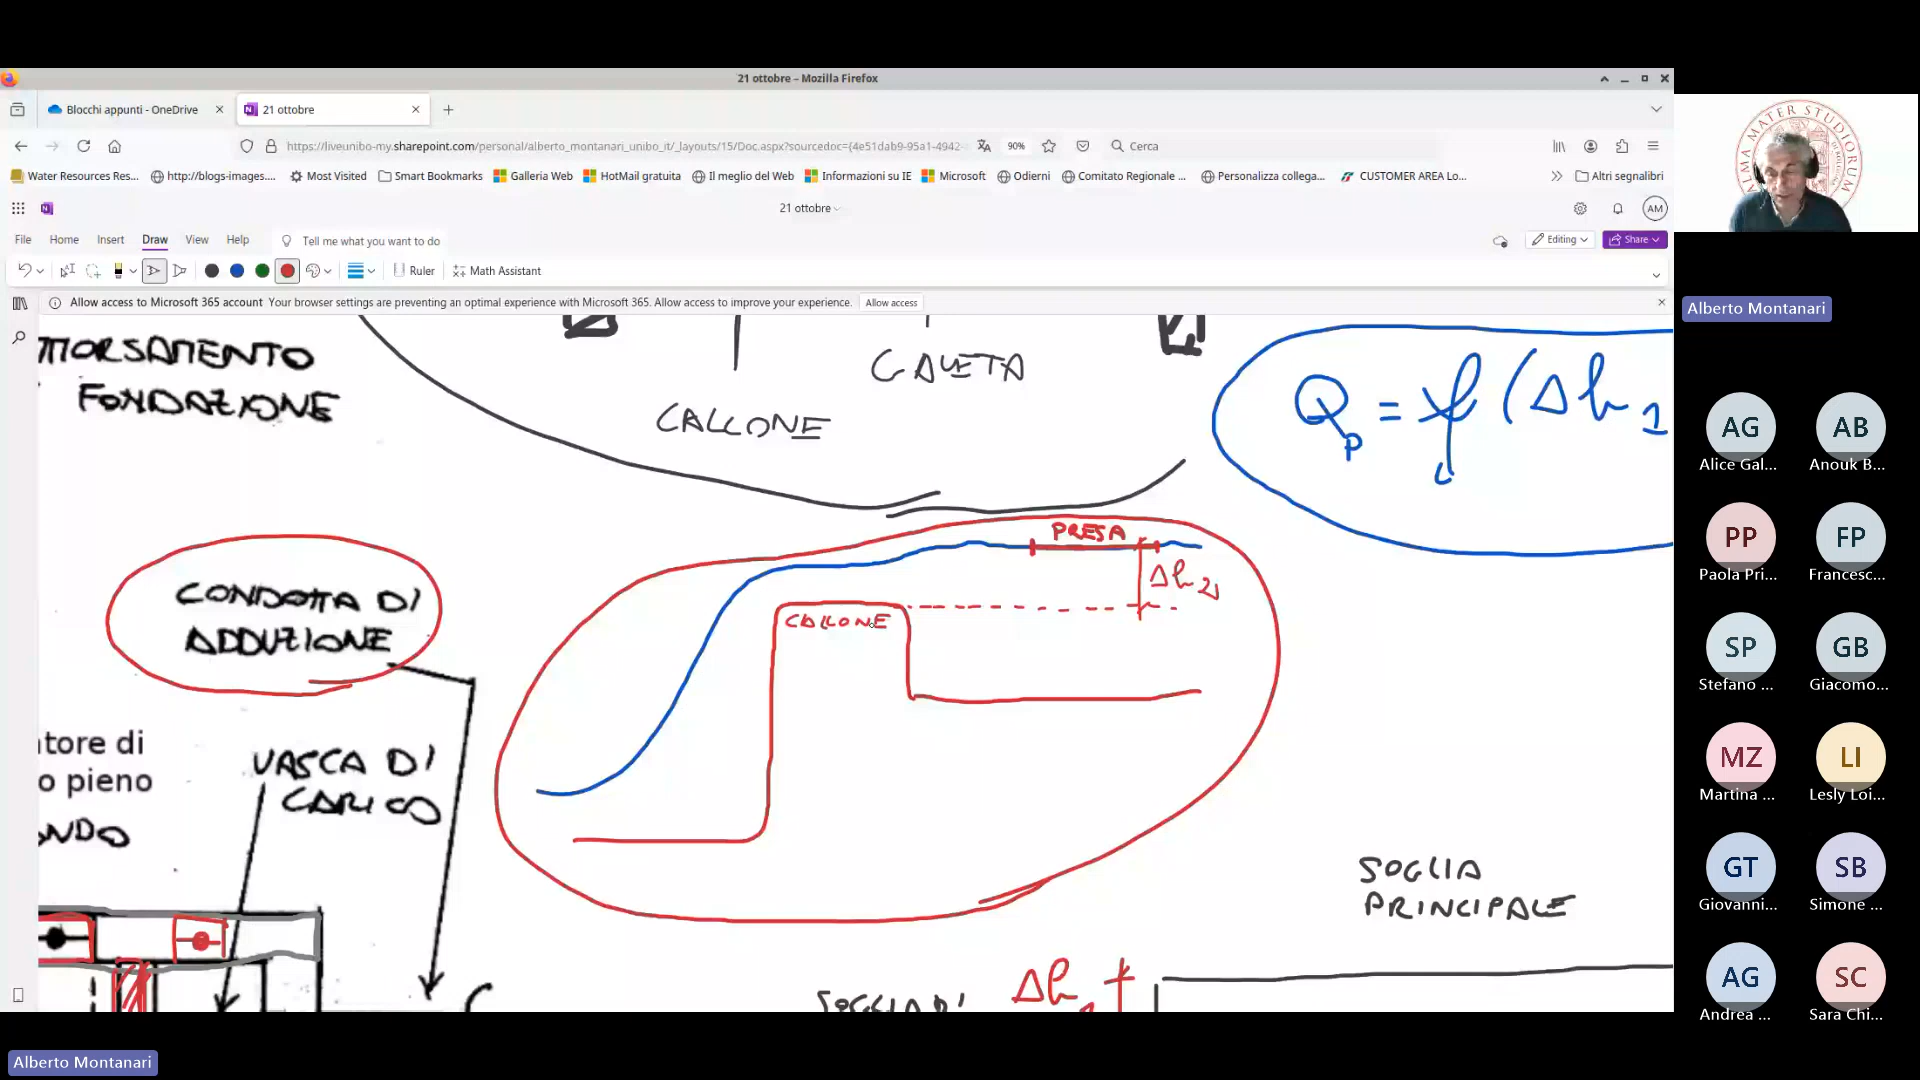 21 ottobre – Mozilla Firefox
Blocchi appunti - OneDrive
21 ottobre
https://liveunibo-my.sharepoint.com/personal/alberto_montanari_unibo_it/_layouts/15/Doc.aspx?sourcedoc={4e51dab9-95a1-4942-
90%
Cerca
Water Resources Res...
http://blogs-images....
Most Visited
Smart Bookmarks
Galleria Web
HotMail gratuita
Il meglio del Web
Informazioni su IE
Microsoft
Odierni
Comitato Regionale ...
Personalizza collega...
CUSTOMER AREA Lo...
Altri segnalibri
21 ottobre
AM
File Home Insert Draw View Help
Tell me what you want to do
Editing
Share
Ruler
Math Assistant
Allow access to Microsoft 365 account Your browser settings are preventing an optimal experience with Microsoft 365. Allow access to improve your experience.
Allow access
FONDAZIONE
GAVETA
CALLONE
PRESA
Δh2
CALLONE
CONDOTTA DI
ADDUZIONE
tore di
o pieno
VASCA DI
CARICO
SOGLIA
PRINCIPALE
SOGLIA DI
ALMA MATER STUDIORUM
Alberto Montanari
AG
Alice Gal...
AB
Anouk B...
PP
Paola Pri...
FP
Francesc...
SP
Stefano ...
GB
Giacomo...
MZ
Martina ...
LI
Lesly Loi...
GT
Giovanni...
SB
Simone ...
AG
Andrea ...
SC
Sara Chi...
Alberto Montanari